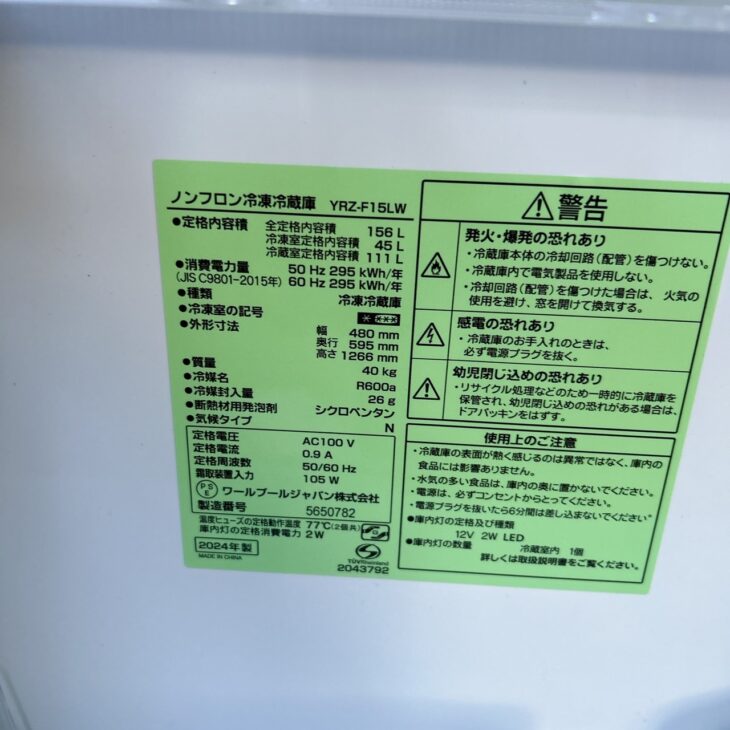 ノンフロン冷凍冷蔵庫 YRZ-F15LW
●定格内容積 全定格内容積 156 L
冷凍室定格内容積 45 L
冷蔵室定格内容積 111 L
●消費電力量 50 Hz 295 kWh/年
(JIS C9801-2015年) 60 Hz 295 kWh/年
●種類 冷凍冷蔵庫
●冷凍室の記号
●外形寸法 幅 480 mm
奥行 595 mm
高さ 1266 mm
●質量 40 kg
●冷媒名 R600a
●冷媒封入量 26 g
●断熱材用発泡剤 シクロペンタン
●気候タイプ N
定格電圧 AC100 V
定格電流 0.9 A
定格周波数 50/60 Hz
霜取装置入力 105 W
PSE ワールプールジャパン株式会社
製造番号 5650782
温度ヒューズの定格動作温度 77℃(2個共)
庫内灯の定格消費電力 2W
2024年製
MADE IN CHINA
TÜVRheinland
2043792
警告
発火・爆発の恐れあり
・冷蔵庫本体の冷却回路(配管)を傷つけない。
・冷蔵庫内で電気製品を使用しない。
・冷却回路(配管)を傷つけた場合は、火気の
使用を避け、窓を開けて換気する。
感電の恐れあり
・冷蔵庫のお手入れのときは、
必ず電源プラグを抜く。
幼児閉じ込めの恐れあり
・リサイクル処理などのため一時的に冷蔵庫を
保管され、幼児閉じ込めの恐れがある場合は、
ドアパッキンをはずす。
使用上のご注意
・冷蔵庫の表面が熱く感じるのは異常ではなく、庫内の
食品には影響ありません。
・水気の多い食品は、庫内の奥に置かないでください。
・電源は、必ずコンセントからとってください。
・電源プラグを抜いたら6分間は差し込まないでください。
●庫内灯の定格及び種類
12V 2W LED
●庫内灯の数量 冷蔵室内 1個
詳しくは取扱説明書をご覧ください。